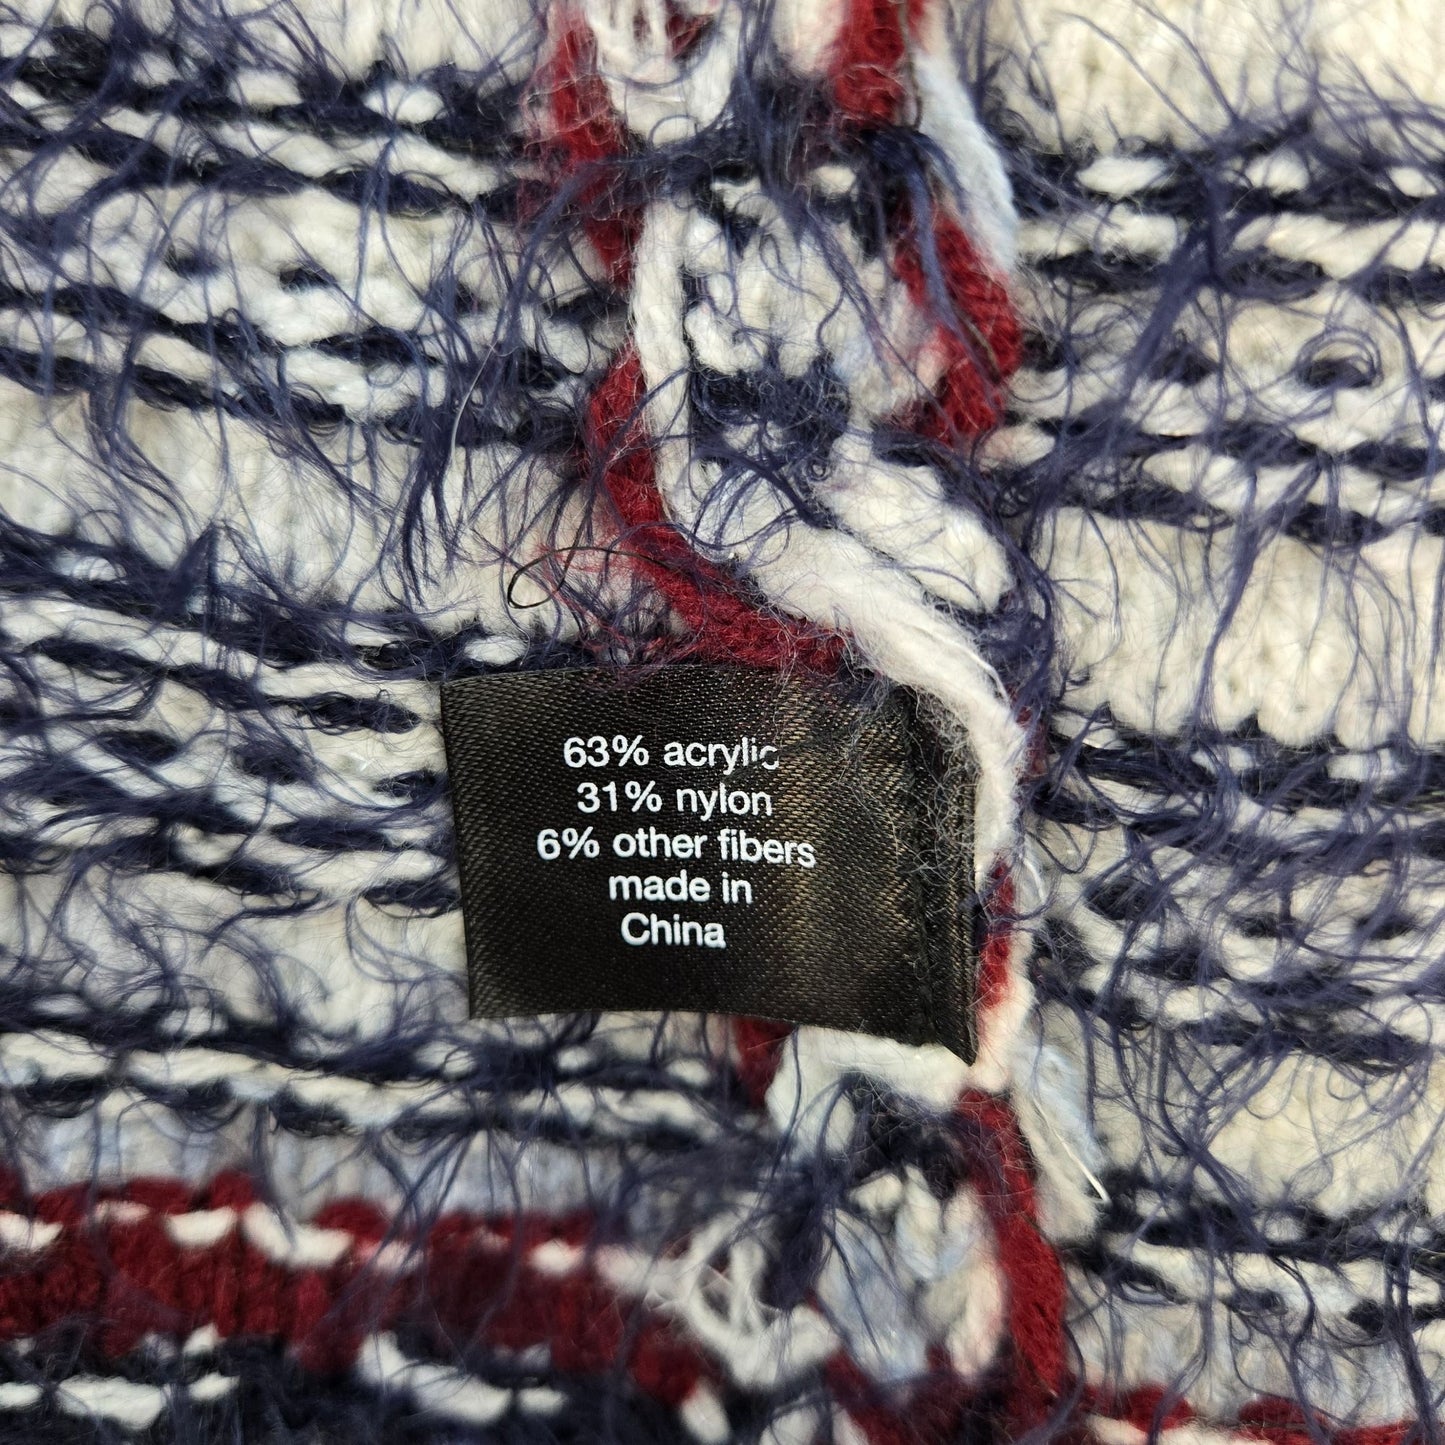 63% acrylic
31% nylon
6% other fibers
made in
China